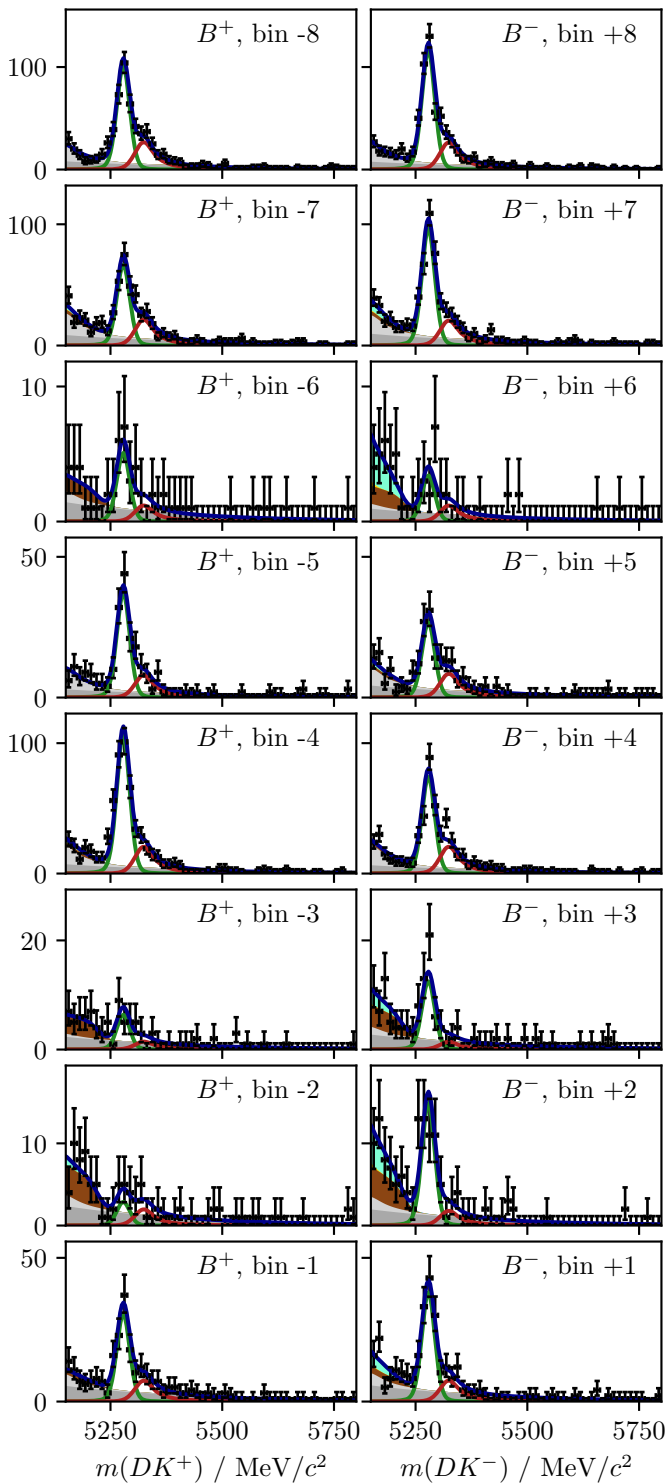 B⁺, bin -8 B⁻, bin +8
100
0
B⁺, bin -7 B⁻, bin +7
100
0
B⁺, bin -6 B⁻, bin +6
10
0
B⁺, bin -5 B⁻, bin +5
50
0
B⁺, bin -4 B⁻, bin +4
100
0
B⁺, bin -3 B⁻, bin +3
20
0
B⁺, bin -2 B⁻, bin +2
10
0
B⁺, bin -1 B⁻, bin +1
50
0
5250 5500 5750 5250 5500 5750
m(DK⁺) / MeV/c² m(DK⁻) / MeV/c²